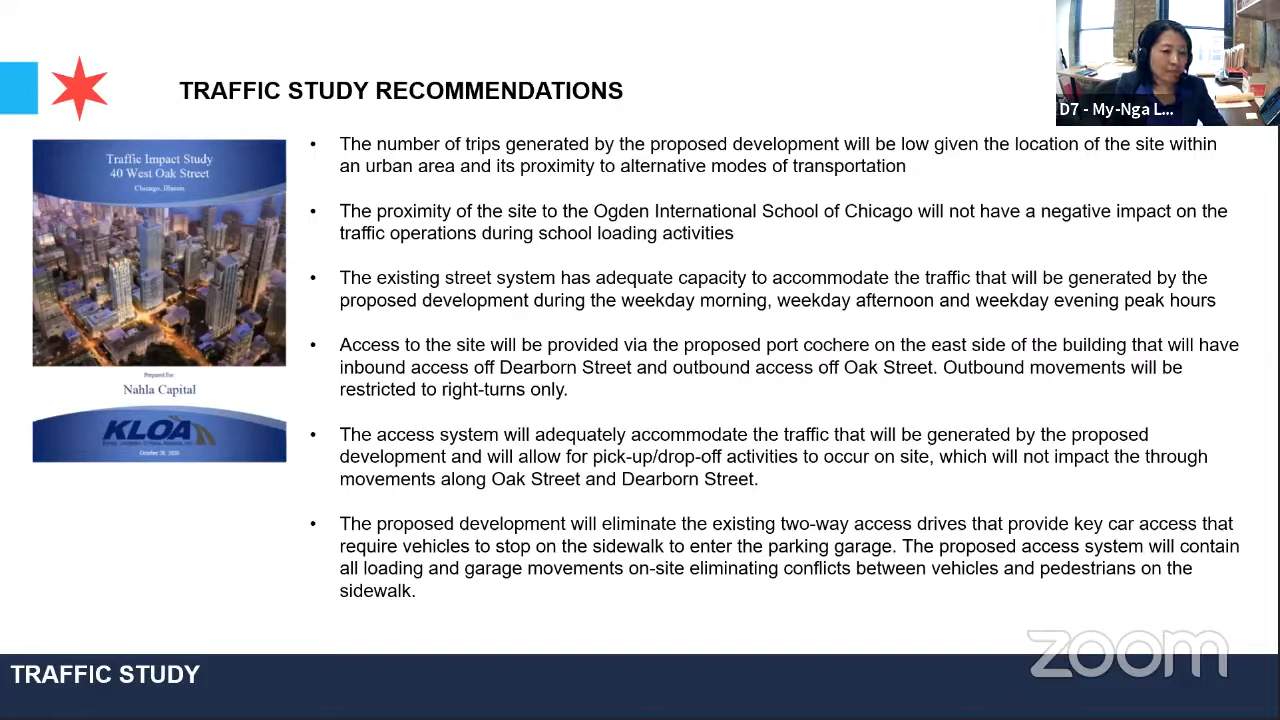 TRAFFIC STUDY RECOMMENDATIONS
D7 - My-Nga L...
Traffic Impact Study
40 West Oak Street
Chicago, Illinois
Prepared For:
Nahla Capital
KLOA
• The number of trips generated by the proposed development will be low given the location of the site within
an urban area and its proximity to alternative modes of transportation
• The proximity of the site to the Ogden International School of Chicago will not have a negative impact on the
traffic operations during school loading activities
• The existing street system has adequate capacity to accommodate the traffic that will be generated by the
proposed development during the weekday morning, weekday afternoon and weekday evening peak hours
• Access to the site will be provided via the proposed port cochere on the east side of the building that will have
inbound access off Dearborn Street and outbound access off Oak Street. Outbound movements will be
restricted to right-turns only.
• The access system will adequately accommodate the traffic that will be generated by the proposed
development and will allow for pick-up/drop-off activities to occur on site, which will not impact the through
movements along Oak Street and Dearborn Street.
• The proposed development will eliminate the existing two-way access drives that provide key car access that
require vehicles to stop on the sidewalk to enter the parking garage. The proposed access system will contain
all loading and garage movements on-site eliminating conflicts between vehicles and pedestrians on the
sidewalk.
zoom
TRAFFIC STUDY